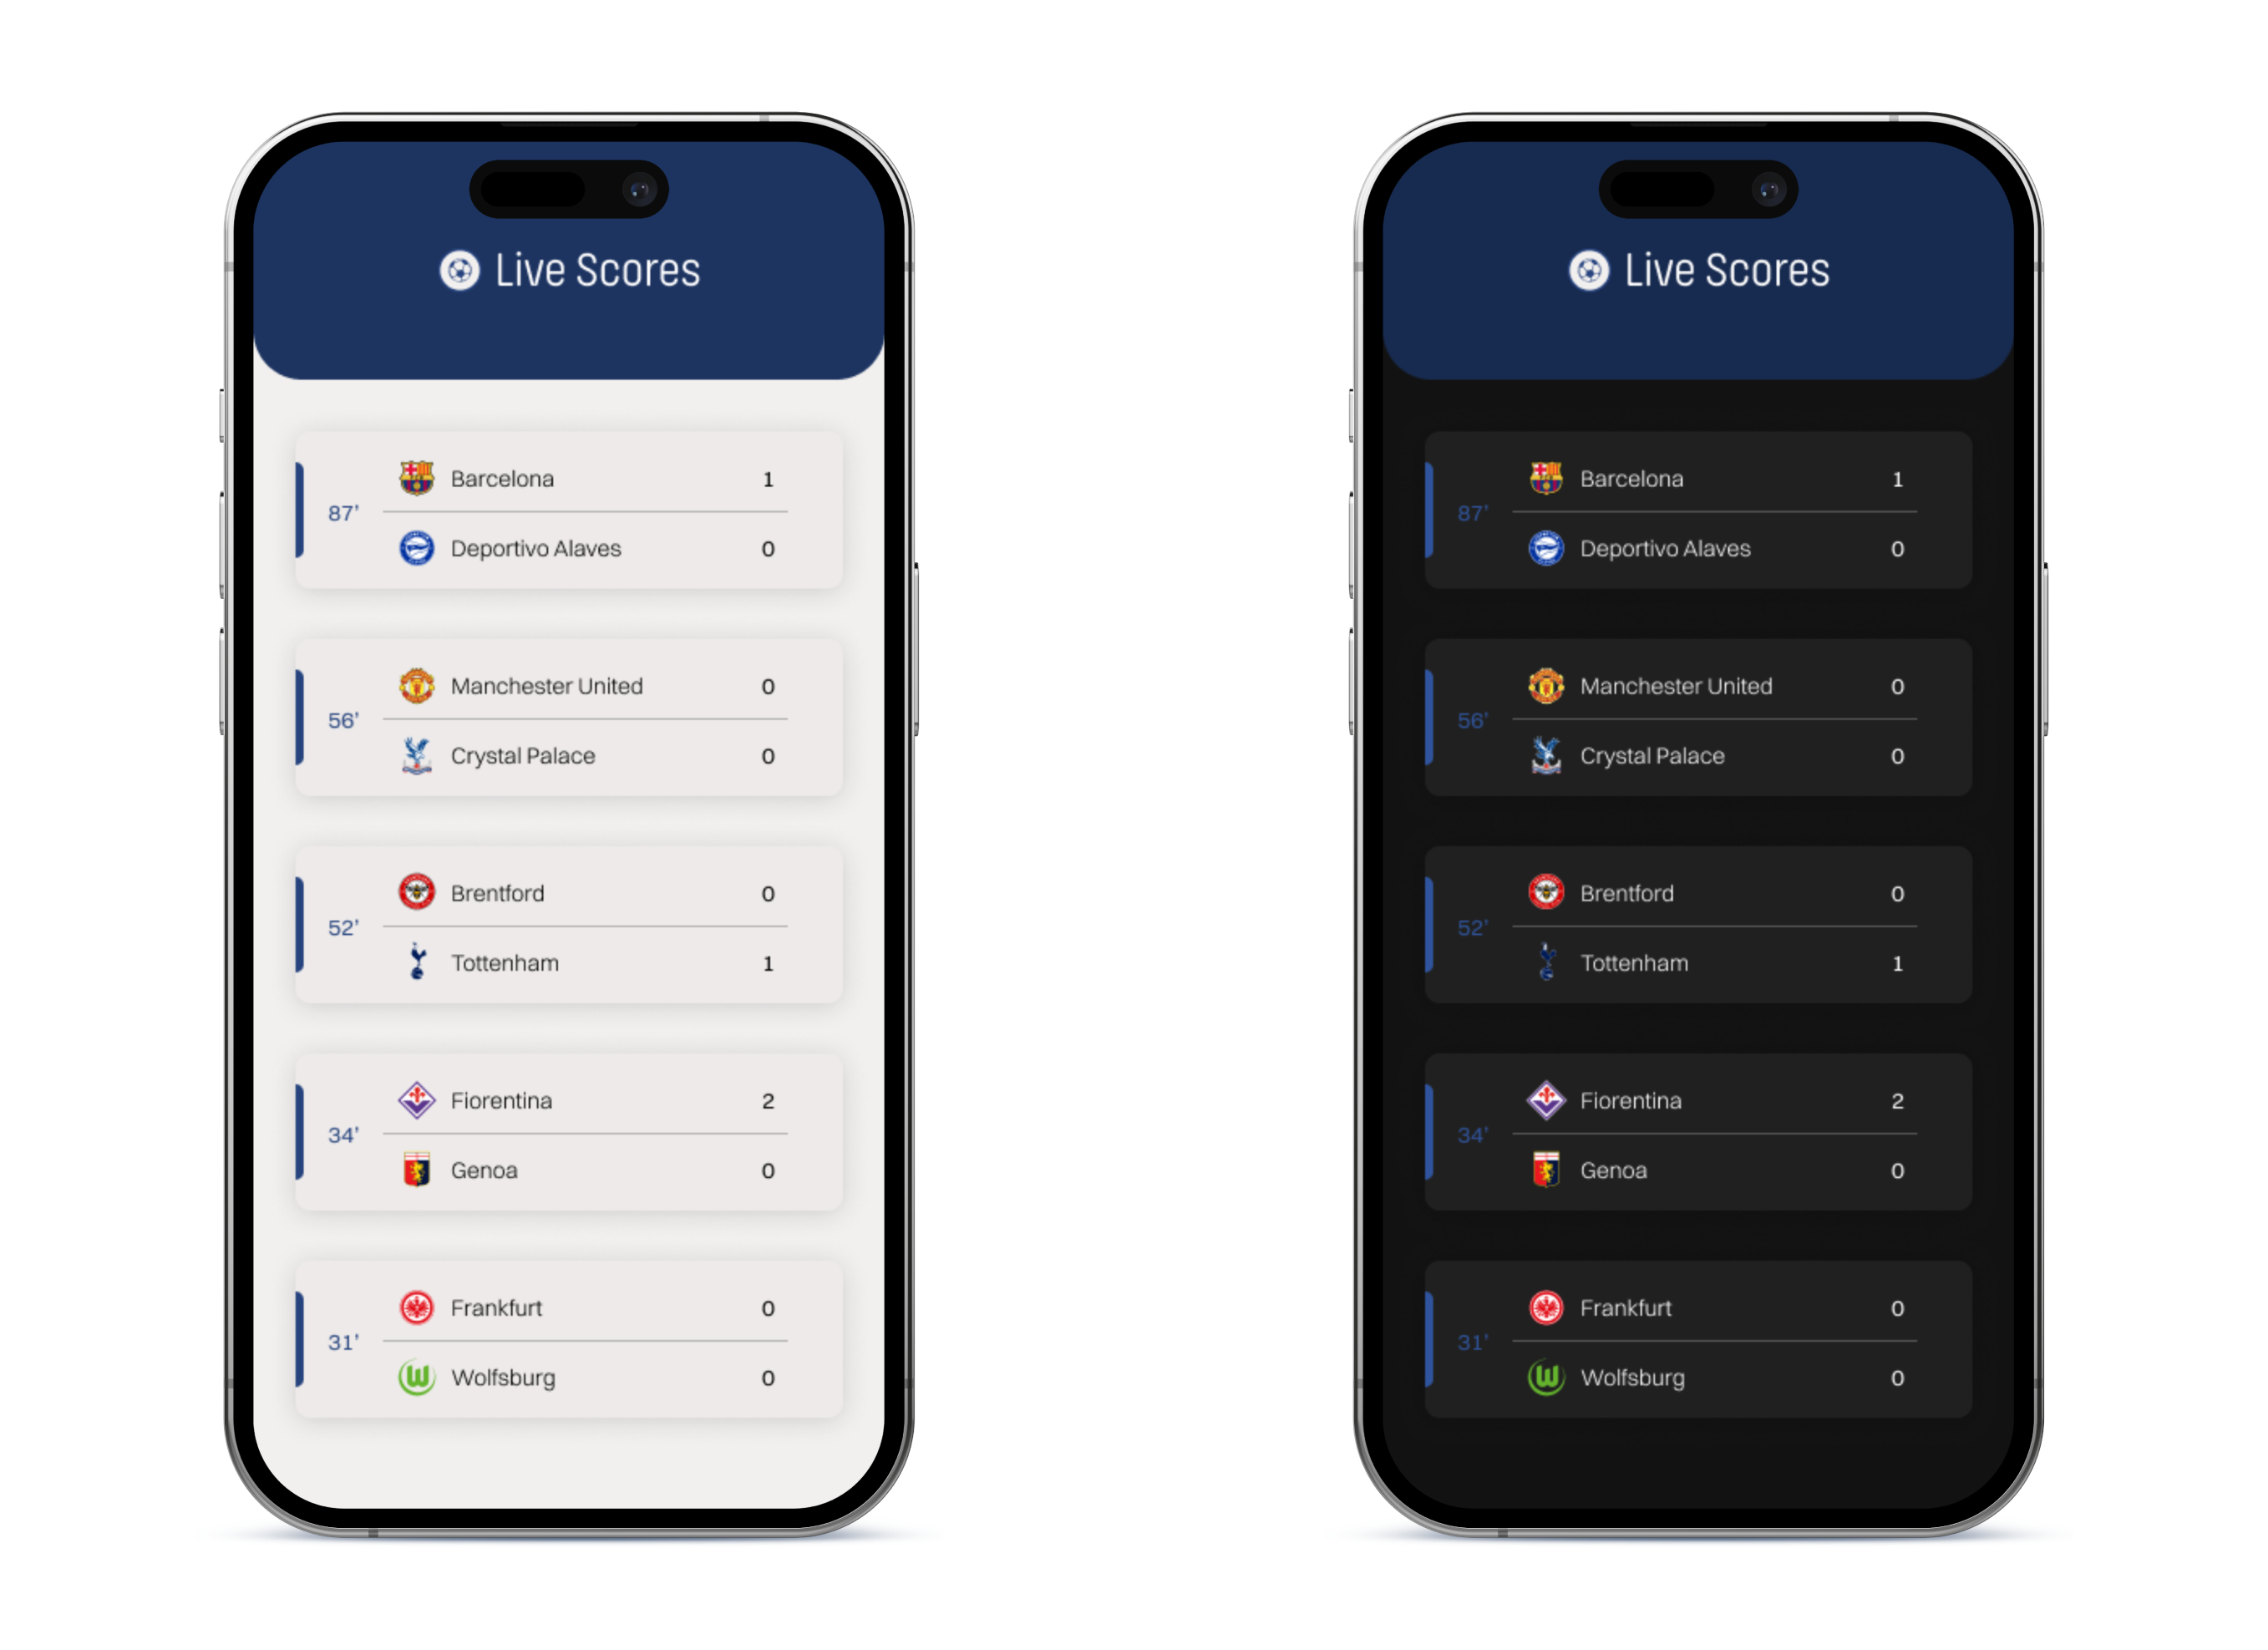 Live Scores
87'
Barcelona 1
Deportivo Alaves 0
56'
Manchester United 0
Crystal Palace 0
52'
Brentford 0
Tottenham 1
34'
Fiorentina 2
Genoa 0
31'
Frankfurt 0
Wolfsburg 0
Live Scores
87'
Barcelona 1
Deportivo Alaves 0
56'
Manchester United 0
Crystal Palace 0
52'
Brentford 0
Tottenham 1
34'
Fiorentina 2
Genoa 0
31'
Frankfurt 0
Wolfsburg 0